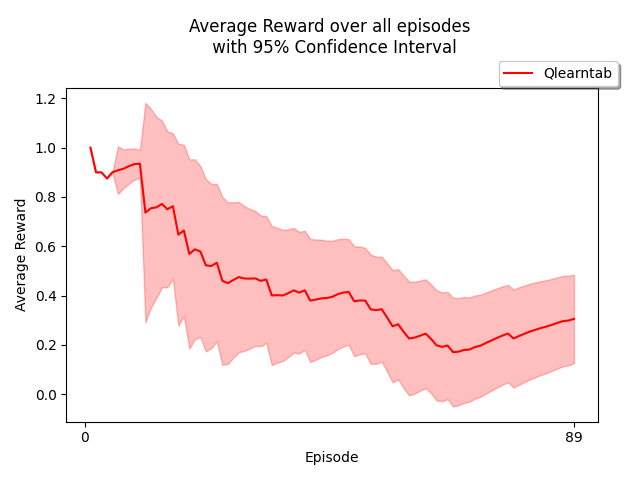 Average Reward over all episodes
with 95% Confidence Interval
Qlearntab
1.2
1.0
0.8
0.6
0.4
0.2
0.0
Average Reward
0
89
Episode